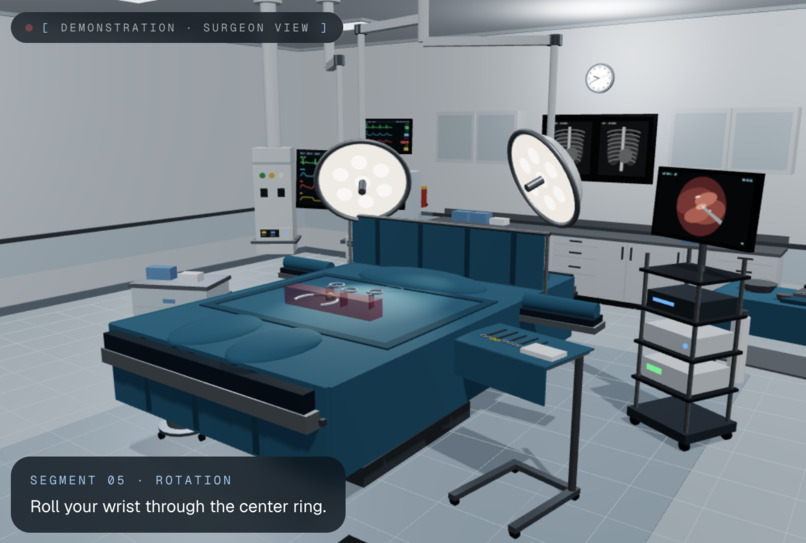 [ DEMONSTRATION · SURGEON VIEW ]
SEGMENT 05 · ROTATION
Roll your wrist through the center ring.